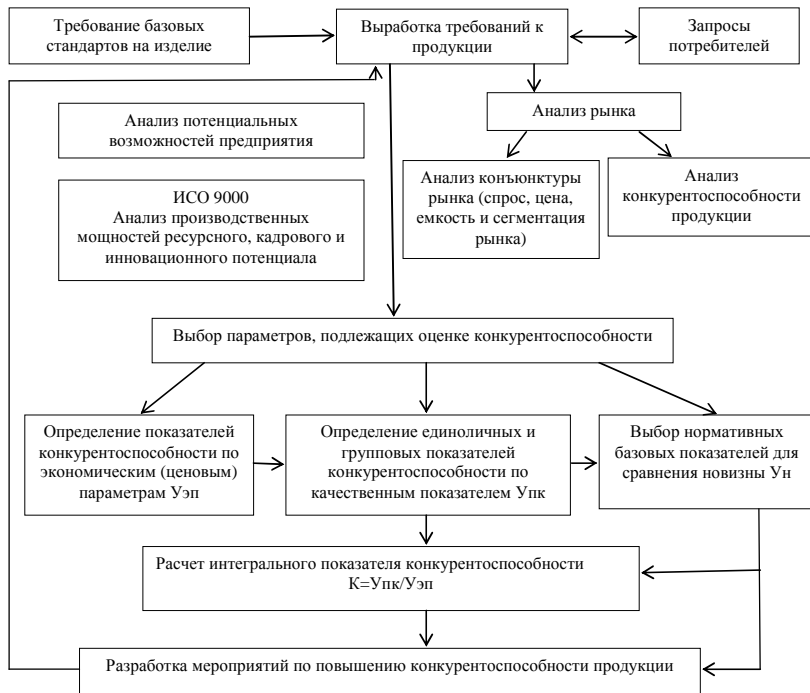 Требование базовых
стандартов на изделие
Выработка требований к
продукции
Запросы
потребителей
Анализ потенциальных
возможностей предприятия
Анализ рынка
ИСО 9000
Анализ производственных
мощностей ресурсного, кадрового и
инновационного потенциала
Анализ конъюнктуры
рынка (спрос, цена,
емкость и сегментация
рынка)
Анализ
конкурентоспособности
продукции
Выбор параметров, подлежащих оценке конкурентоспособности
Определение показателей
конкурентоспособности по
экономическим (ценовым)
параметрам Уэп
Определение единоличных и
групповых показателей
конкурентоспособности по
качественным показателем Упк
Выбор нормативных
базовых показателей для
сравнения новизны Ун
Расчет интегрального показателя конкурентоспособности
К=Упк/Уэп
Разработка мероприятий по повышению конкурентоспособности продукции